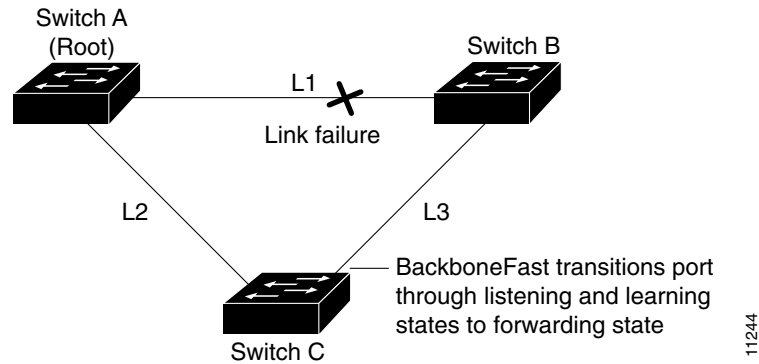 Switch A
(Root)
Switch B
L1
Link failure
L2
L3
BackboneFast transitions port
through listening and learning
states to forwarding state
Switch C
11244